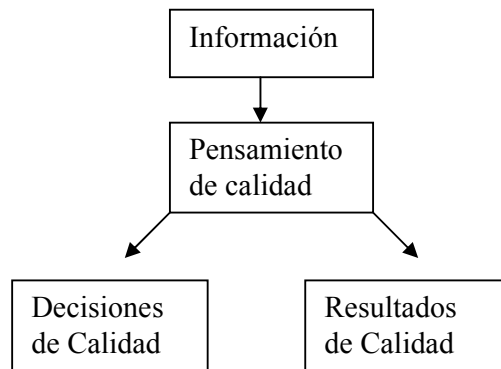 Información
Pensamiento
de calidad
Decisiones
de Calidad
Resultados
de Calidad